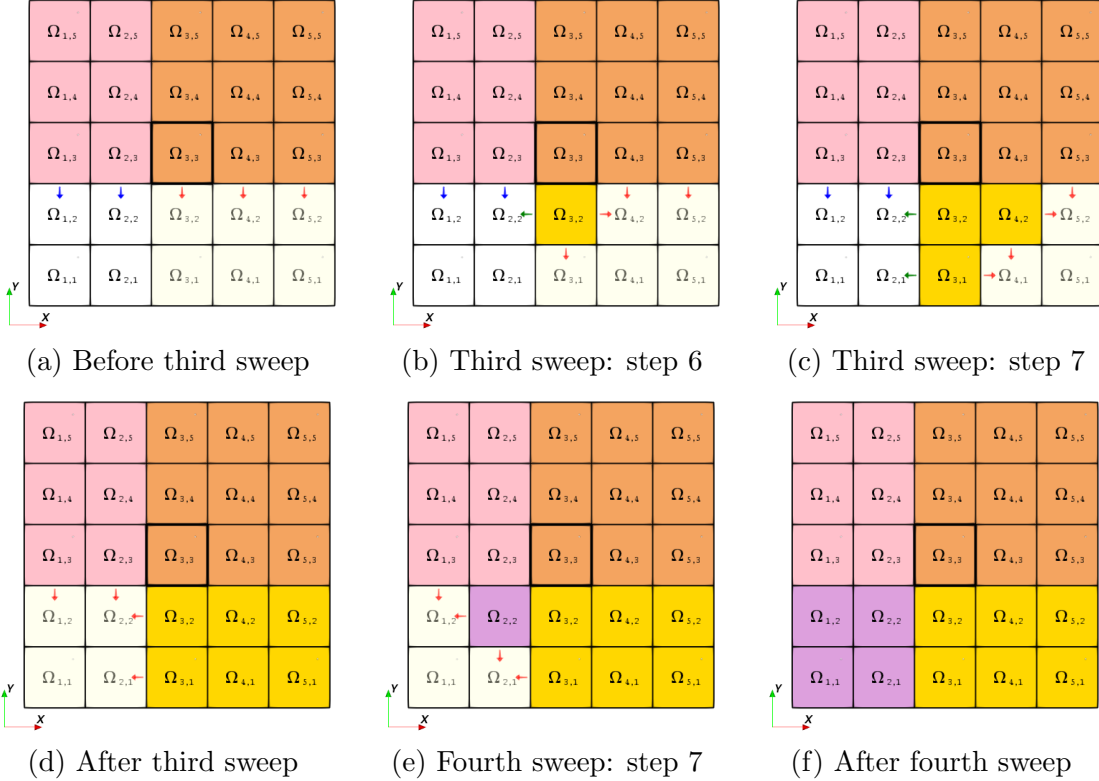 Ω1,5 Ω2,5 Ω3,5 Ω4,5 Ω5,5
Ω1,4 Ω2,4 Ω3,4 Ω4,4 Ω5,4
Ω1,3 Ω2,3 Ω3,3 Ω4,3 Ω5,3
Ω1,2 Ω2,2 Ω3,2 Ω4,2 Ω5,2
Ω1,1 Ω2,1 Ω3,1 Ω4,1 Ω5,1
Y
X
(a) Before third sweep
Ω1,5 Ω2,5 Ω3,5 Ω4,5 Ω5,5
Ω1,4 Ω2,4 Ω3,4 Ω4,4 Ω5,4
Ω1,3 Ω2,3 Ω3,3 Ω4,3 Ω5,3
Ω1,2 Ω2,2 Ω3,2 Ω4,2 Ω5,2
Ω1,1 Ω2,1 Ω3,1 Ω4,1 Ω5,1
Y
X
(b) Third sweep: step 6
Ω1,5 Ω2,5 Ω3,5 Ω4,5 Ω5,5
Ω1,4 Ω2,4 Ω3,4 Ω4,4 Ω5,4
Ω1,3 Ω2,3 Ω3,3 Ω4,3 Ω5,3
Ω1,2 Ω2,2 Ω3,2 Ω4,2 Ω5,2
Ω1,1 Ω2,1 Ω3,1 Ω4,1 Ω5,1
Y
X
(c) Third sweep: step 7
Ω1,5 Ω2,5 Ω3,5 Ω4,5 Ω5,5
Ω1,4 Ω2,4 Ω3,4 Ω4,4 Ω5,4
Ω1,3 Ω2,3 Ω3,3 Ω4,3 Ω5,3
Ω1,2 Ω2,2 Ω3,2 Ω4,2 Ω5,2
Ω1,1 Ω2,1 Ω3,1 Ω4,1 Ω5,1
Y
X
(d) After third sweep
Ω1,5 Ω2,5 Ω3,5 Ω4,5 Ω5,5
Ω1,4 Ω2,4 Ω3,4 Ω4,4 Ω5,4
Ω1,3 Ω2,3 Ω3,3 Ω4,3 Ω5,3
Ω1,2 Ω2,2 Ω3,2 Ω4,2 Ω5,2
Ω1,1 Ω2,1 Ω3,1 Ω4,1 Ω5,1
Y
X
(e) Fourth sweep: step 7
Ω1,5 Ω2,5 Ω3,5 Ω4,5 Ω5,5
Ω1,4 Ω2,4 Ω3,4 Ω4,4 Ω5,4
Ω1,3 Ω2,3 Ω3,3 Ω4,3 Ω5,3
Ω1,2 Ω2,2 Ω3,2 Ω4,2 Ω5,2
Ω1,1 Ω2,1 Ω3,1 Ω4,1 Ω5,1
Y
X
(f) After fourth sweep